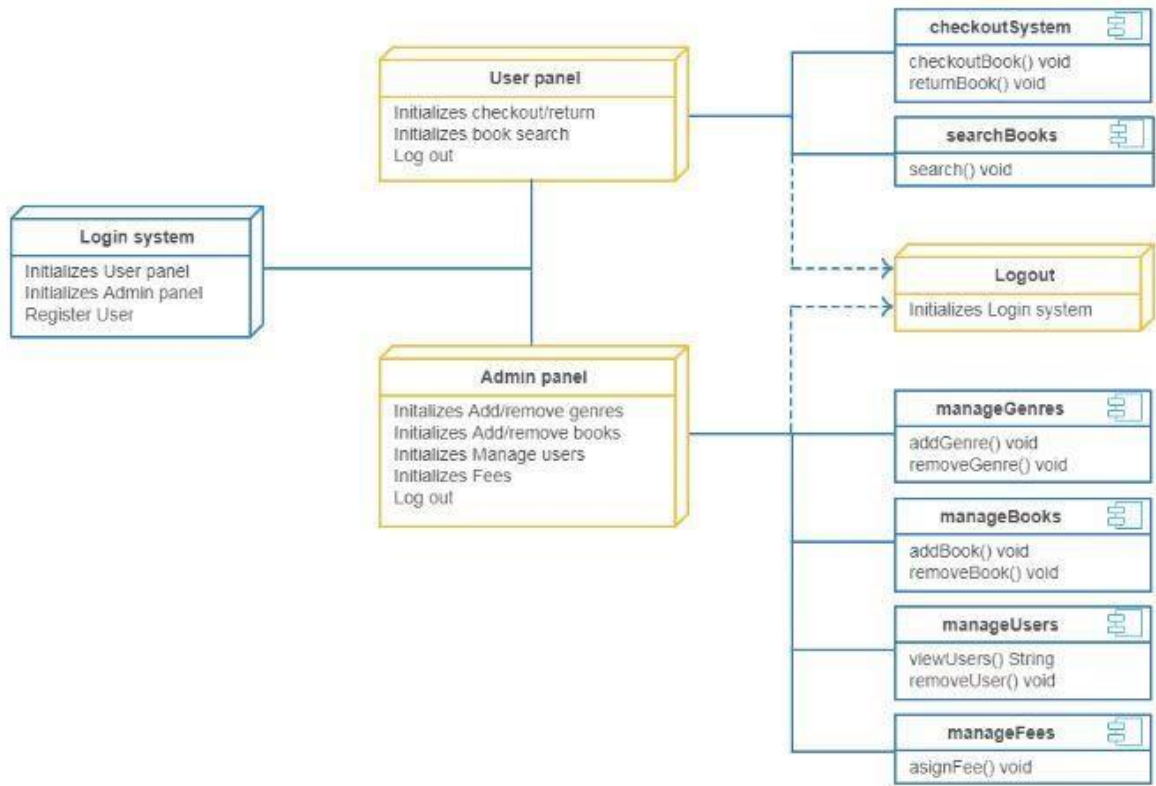 checkoutSystem
checkoutBook() void
returnBook() void
User panel
Initializes checkout/return
Initializes book search
Log out
searchBooks
search() void
Login system
Initializes User panel
Initializes Admin panel
Register User
Logout
Initializes Login system
Admin panel
Initalizes Add/remove genres
Initializes Add/remove books
Initializes Manage users
Initializes Fees
Log out
manageGenres
addGenre() void
removeGenre() void
manageBooks
addBook() void
removeBook() void
manageUsers
viewUsers() String
removeUser() void
manageFees
asignFee() void